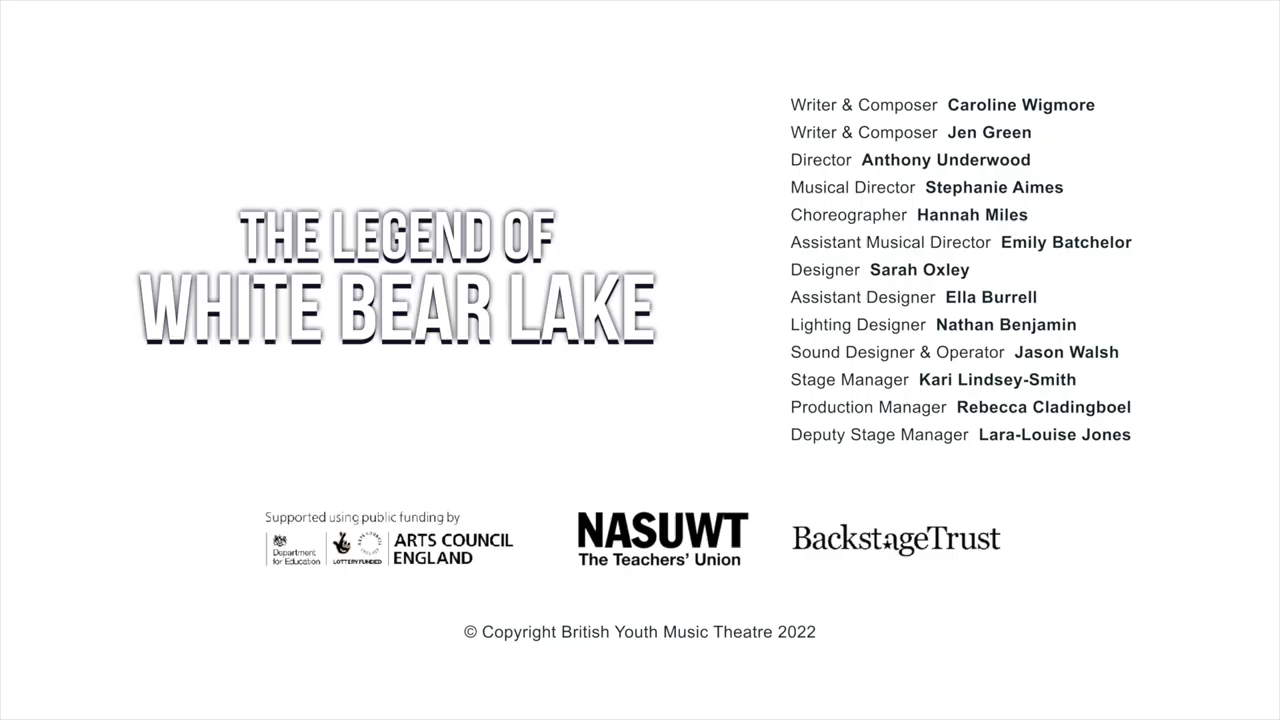 THE LEGEND OF
WHITE BEAR LAKE
Writer & Composer Caroline Wigmore
Writer & Composer Jen Green
Director Anthony Underwood
Musical Director Stephanie Aimes
Choreographer Hannah Miles
Assistant Musical Director Emily Batchelor
Designer Sarah Oxley
Assistant Designer Ella Burrell
Lighting Designer Nathan Benjamin
Sound Designer & Operator Jason Walsh
Stage Manager Kari Lindsey-Smith
Production Manager Rebecca Cladingboel
Deputy Stage Manager Lara-Louise Jones
Supported using public funding by
Department
for Education
LOTTERY FUNDED
ARTS COUNCIL
ENGLAND
NASUWT
The Teachers' Union
BackstageTrust
© Copyright British Youth Music Theatre 2022